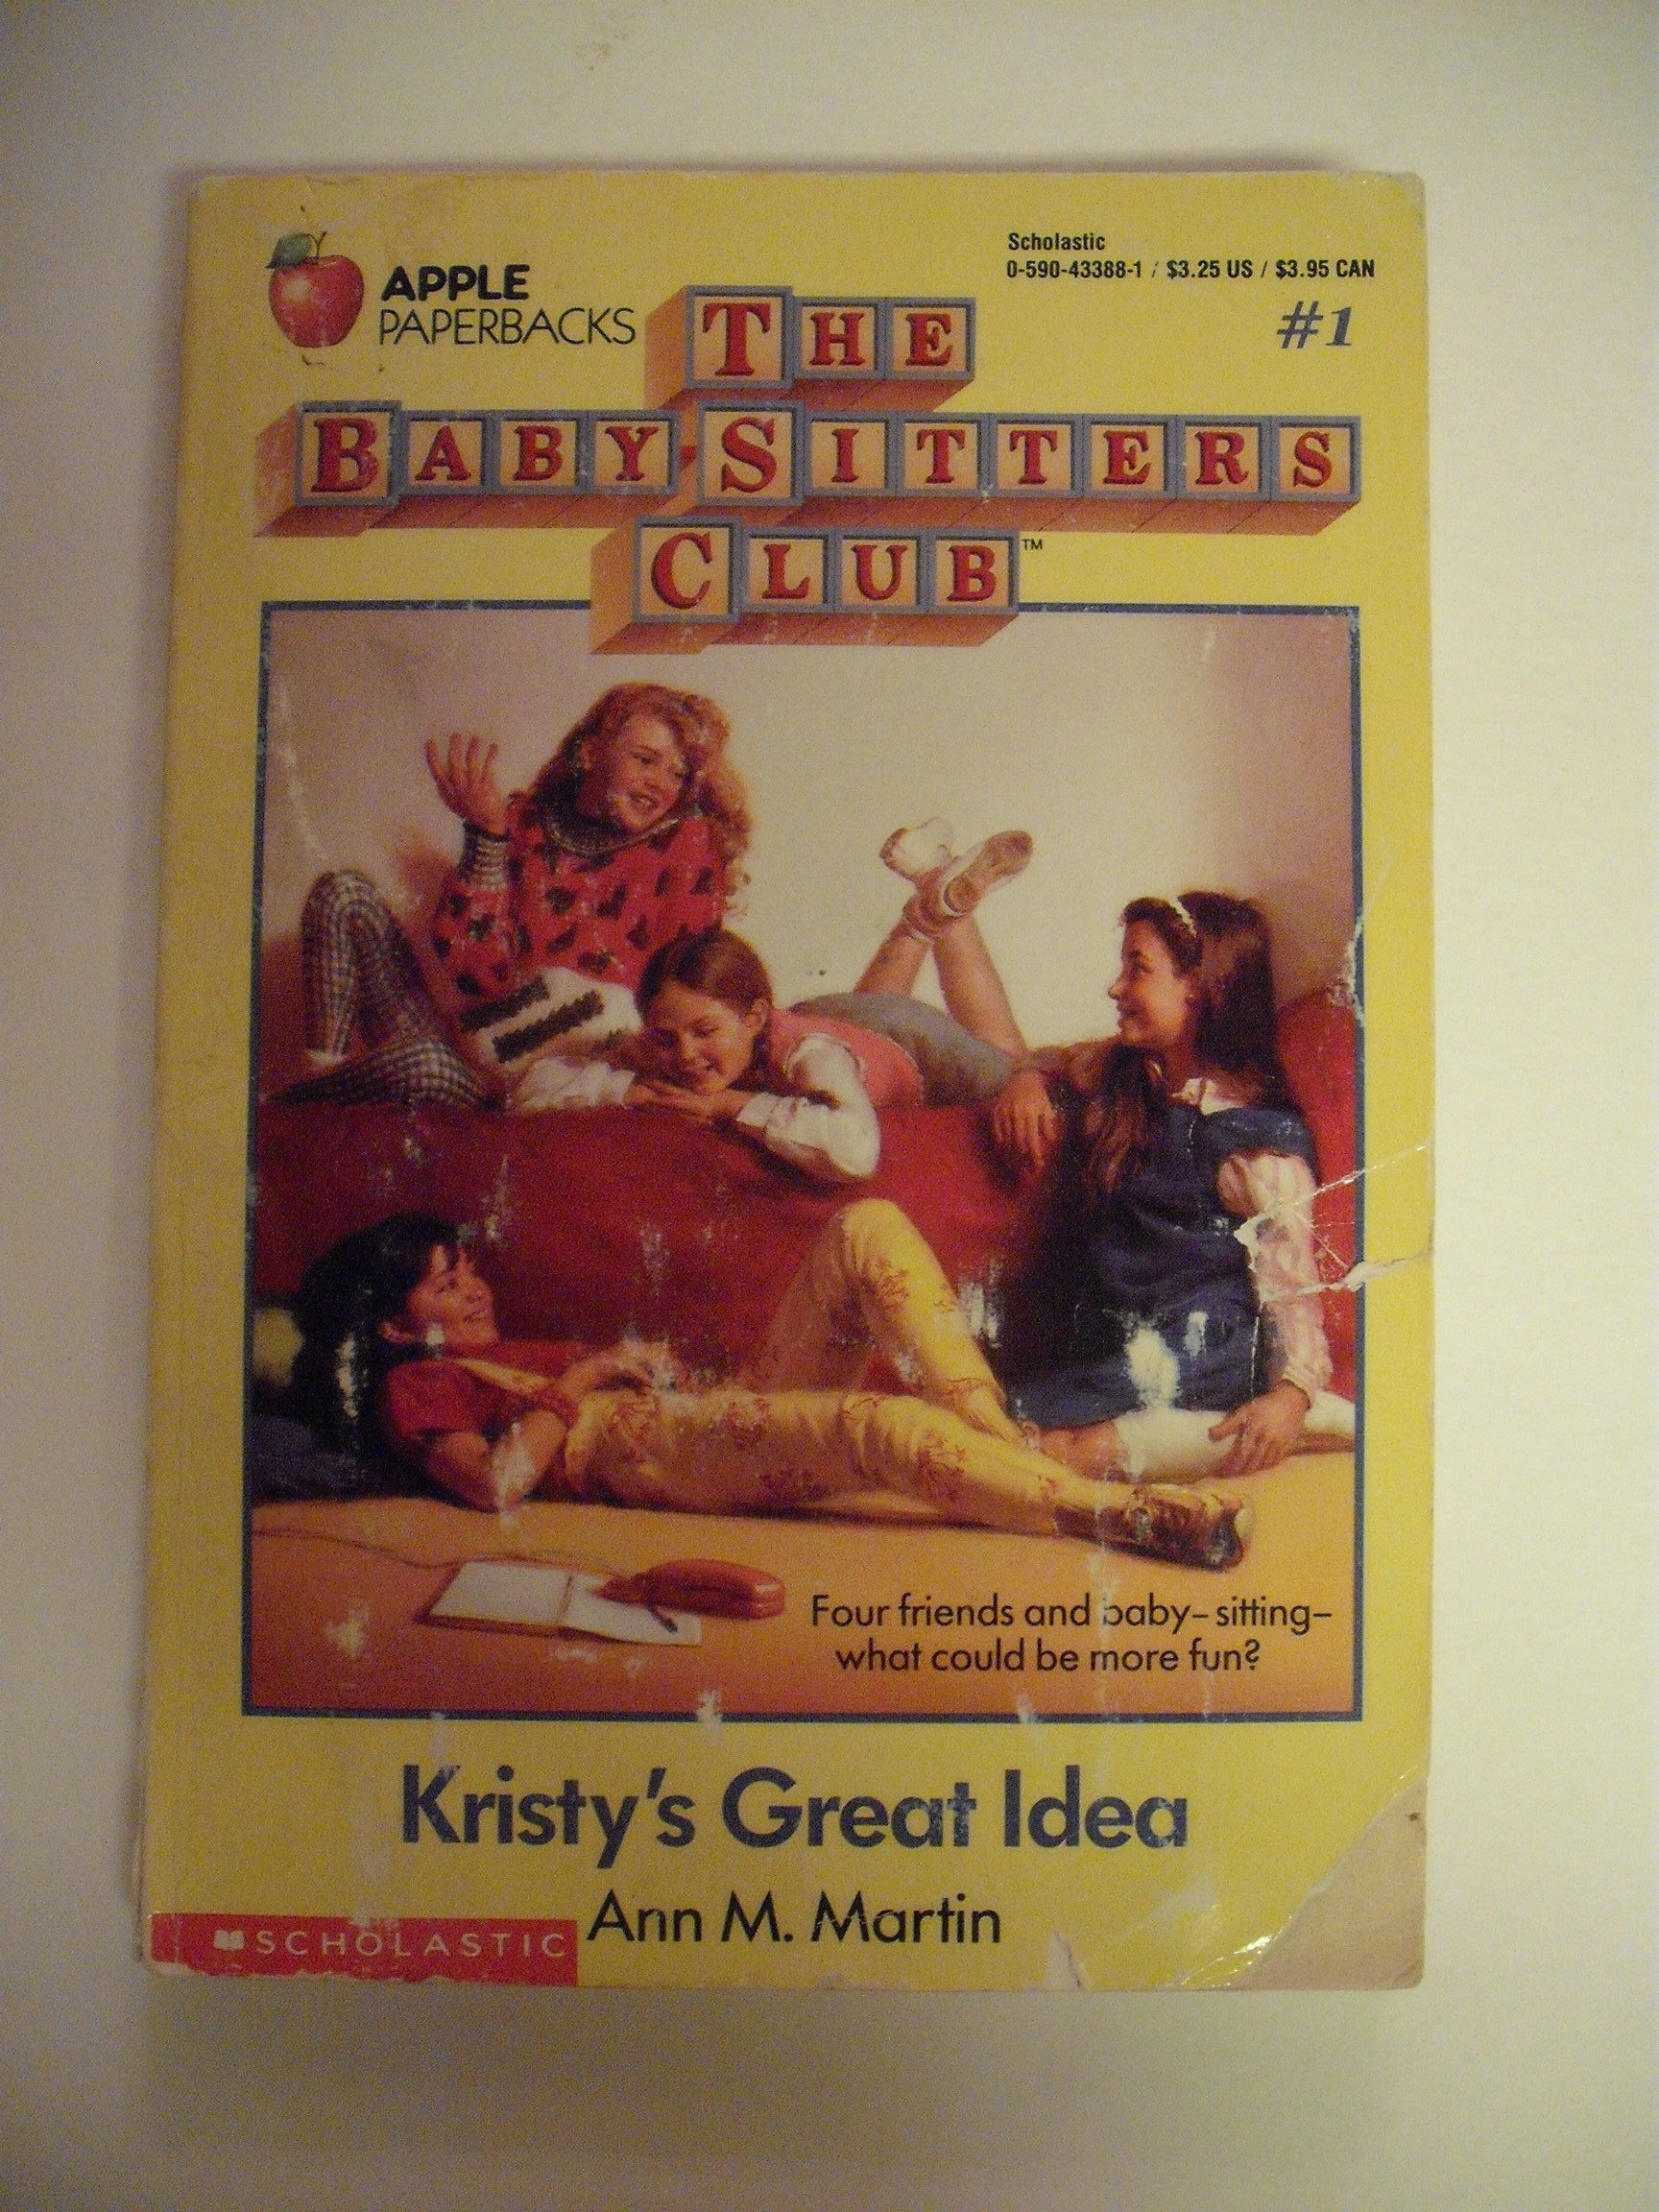 APPLE
PAPERBACKS
Scholastic
0-590-43388-1 / $3.25 US / $3.95 CAN
#1
THE
BABY-SITTERS
CLUB™
Four friends and baby-sitting-
what could be more fun?
Kristy's Great Idea
Ann M. Martin
SCHOLASTIC